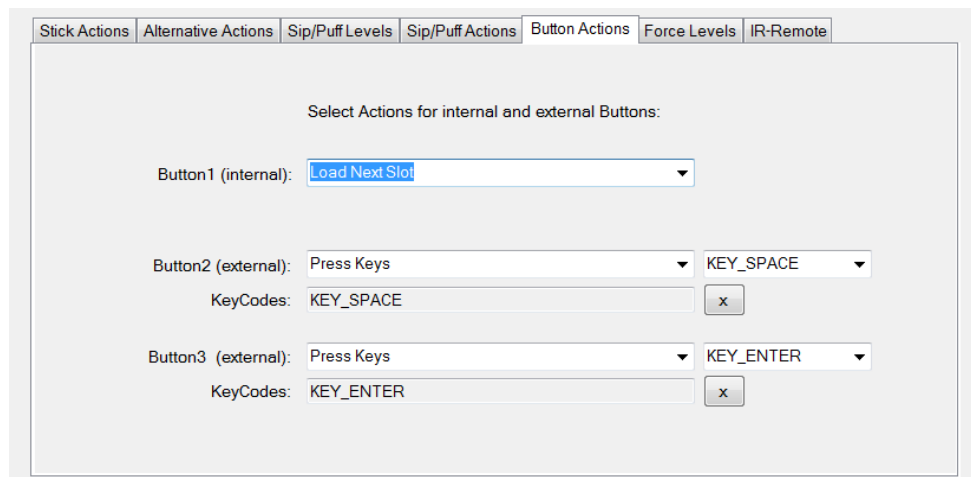 Stick Actions Alternative Actions Sip/Puff Levels Sip/Puff Actions Button Actions Force Levels IR-Remote
Select Actions for internal and external Buttons:
Button1 (internal): Load Next Slot
Button2 (external): Press Keys KEY_SPACE
KeyCodes: KEY_SPACE x
Button3 (external): Press Keys KEY_ENTER
KeyCodes: KEY_ENTER x